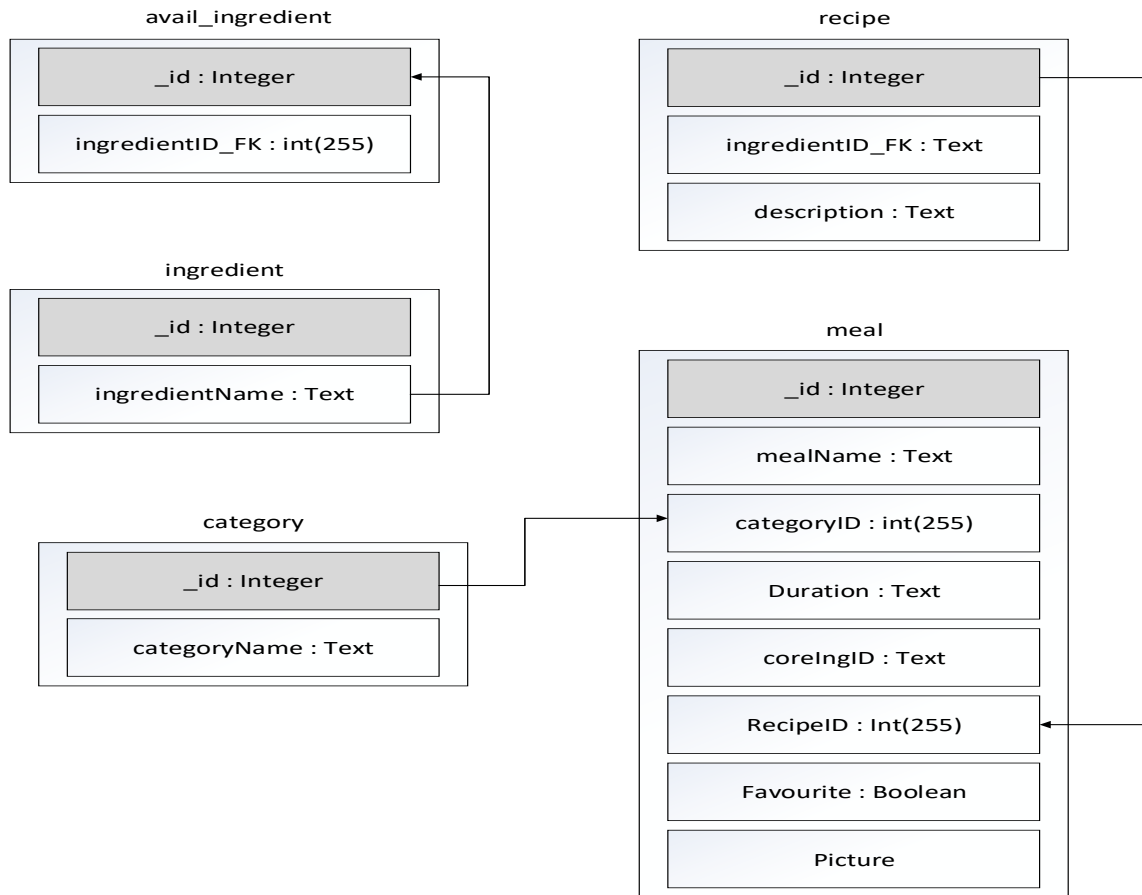 avail_ingredient
_id : Integer
ingredientID_FK : int(255)
ingredient
_id : Integer
ingredientName : Text
category
_id : Integer
categoryName : Text
recipe
_id : Integer
ingredientID_FK : Text
description : Text
meal
_id : Integer
mealName : Text
categoryID : int(255)
Duration : Text
coreIngID : Text
RecipeID : Int(255)
Favourite : Boolean
Picture